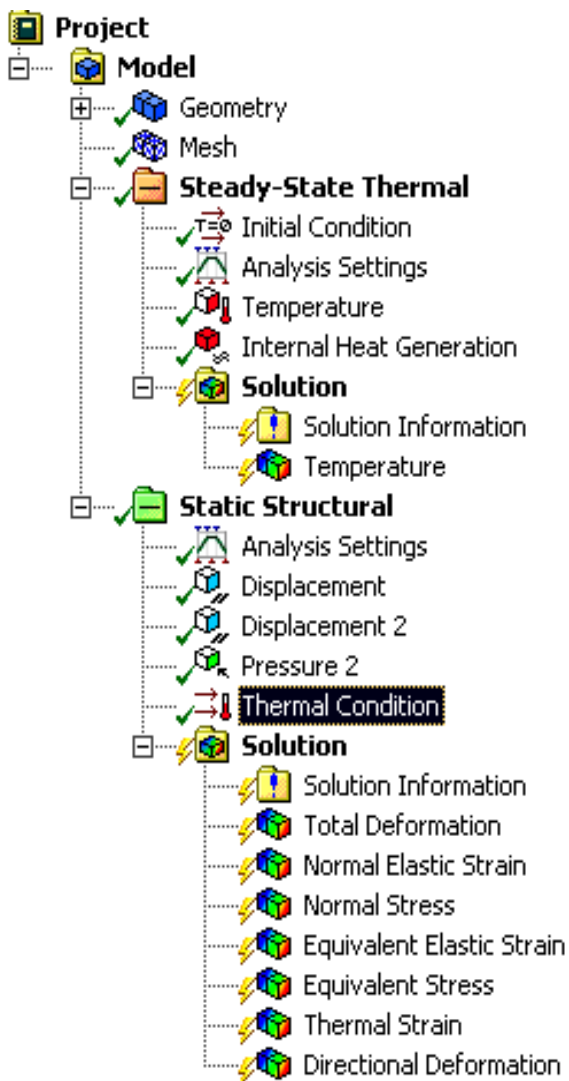 Project
Model
Geometry
Mesh
Steady-State Thermal
T=0 Initial Condition
Analysis Settings
Temperature
Internal Heat Generation
Solution
Solution Information
Temperature
Static Structural
Analysis Settings
Displacement
Displacement 2
Pressure 2
Thermal Condition
Solution
Solution Information
Total Deformation
Normal Elastic Strain
Normal Stress
Equivalent Elastic Strain
Equivalent Stress
Thermal Strain
Directional Deformation